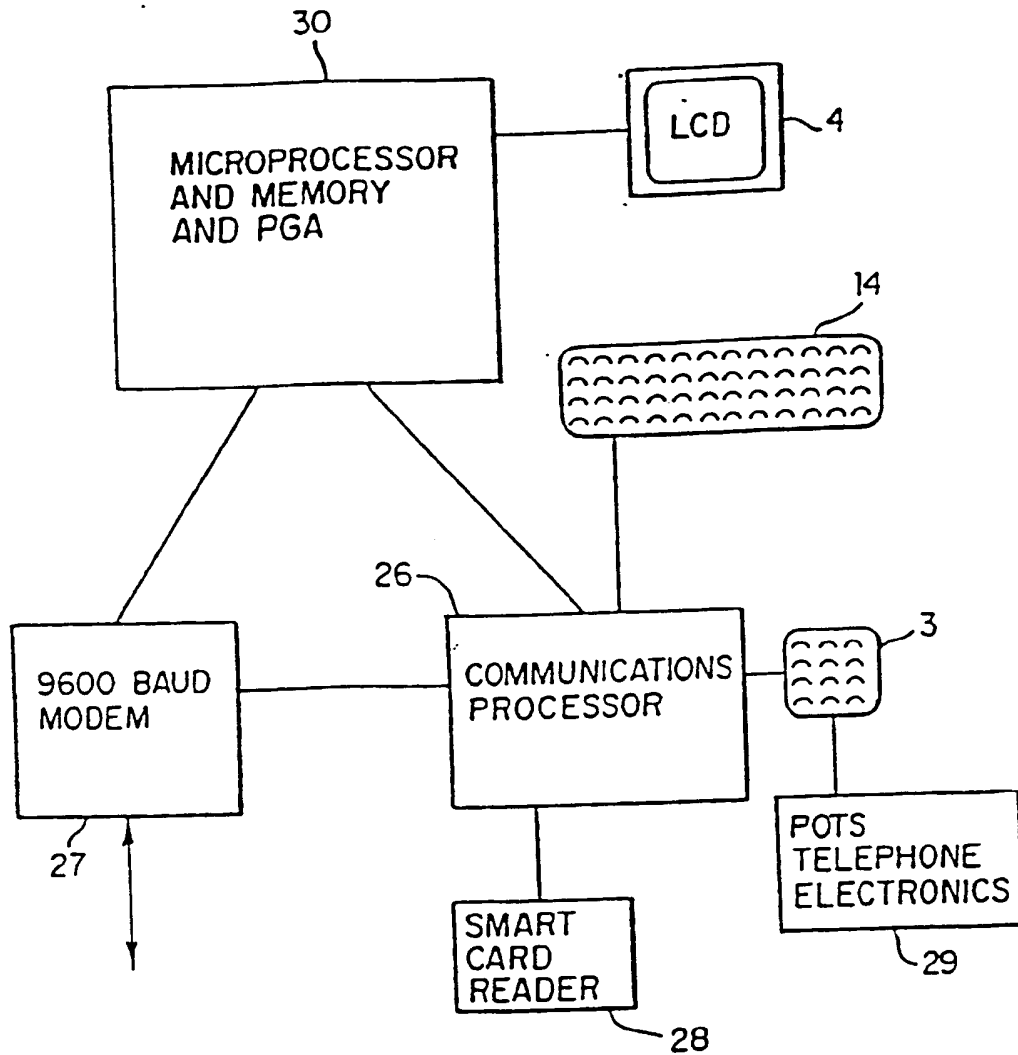 30
MICROPROCESSOR
AND MEMORY
AND PGA
LCD
4
14
26
9600 BAUD
MODEM
27
COMMUNICATIONS
PROCESSOR
3
POTS
TELEPHONE
ELECTRONICS
29
SMART
CARD
READER
28